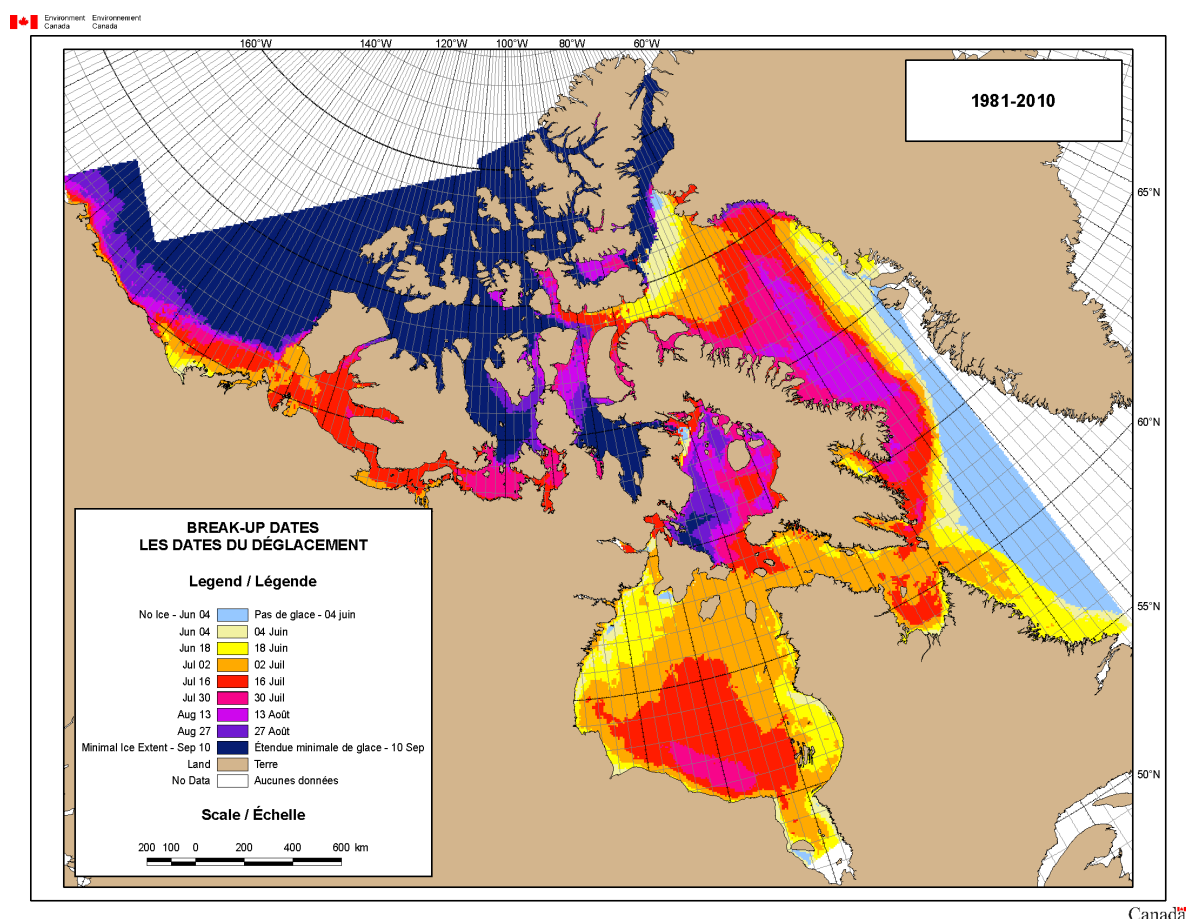 Environment Environnement
Canada Canada
160°W 140°W 120°W 100°W 80°W 60°W
1981-2010
65°N
60°N
55°N
50°N
BREAK-UP DATES
LES DATES DU DÉGLACEMENT
Legend / Légende
No Ice - Jun 04 Pas de glace - 04 juin
Jun 04 04 Juin
Jun 18 18 Juin
Jul 02 02 Juil
Jul 16 16 Juil
Jul 30 30 Juil
Aug 13 13 Août
Aug 27 27 Août
Minimal Ice Extent - Sep 10 Étendue minimale de glace - 10 Sep
Land Terre
No Data Aucunes données
Scale / Échelle
200 100 0 200 400 600 km
Canada